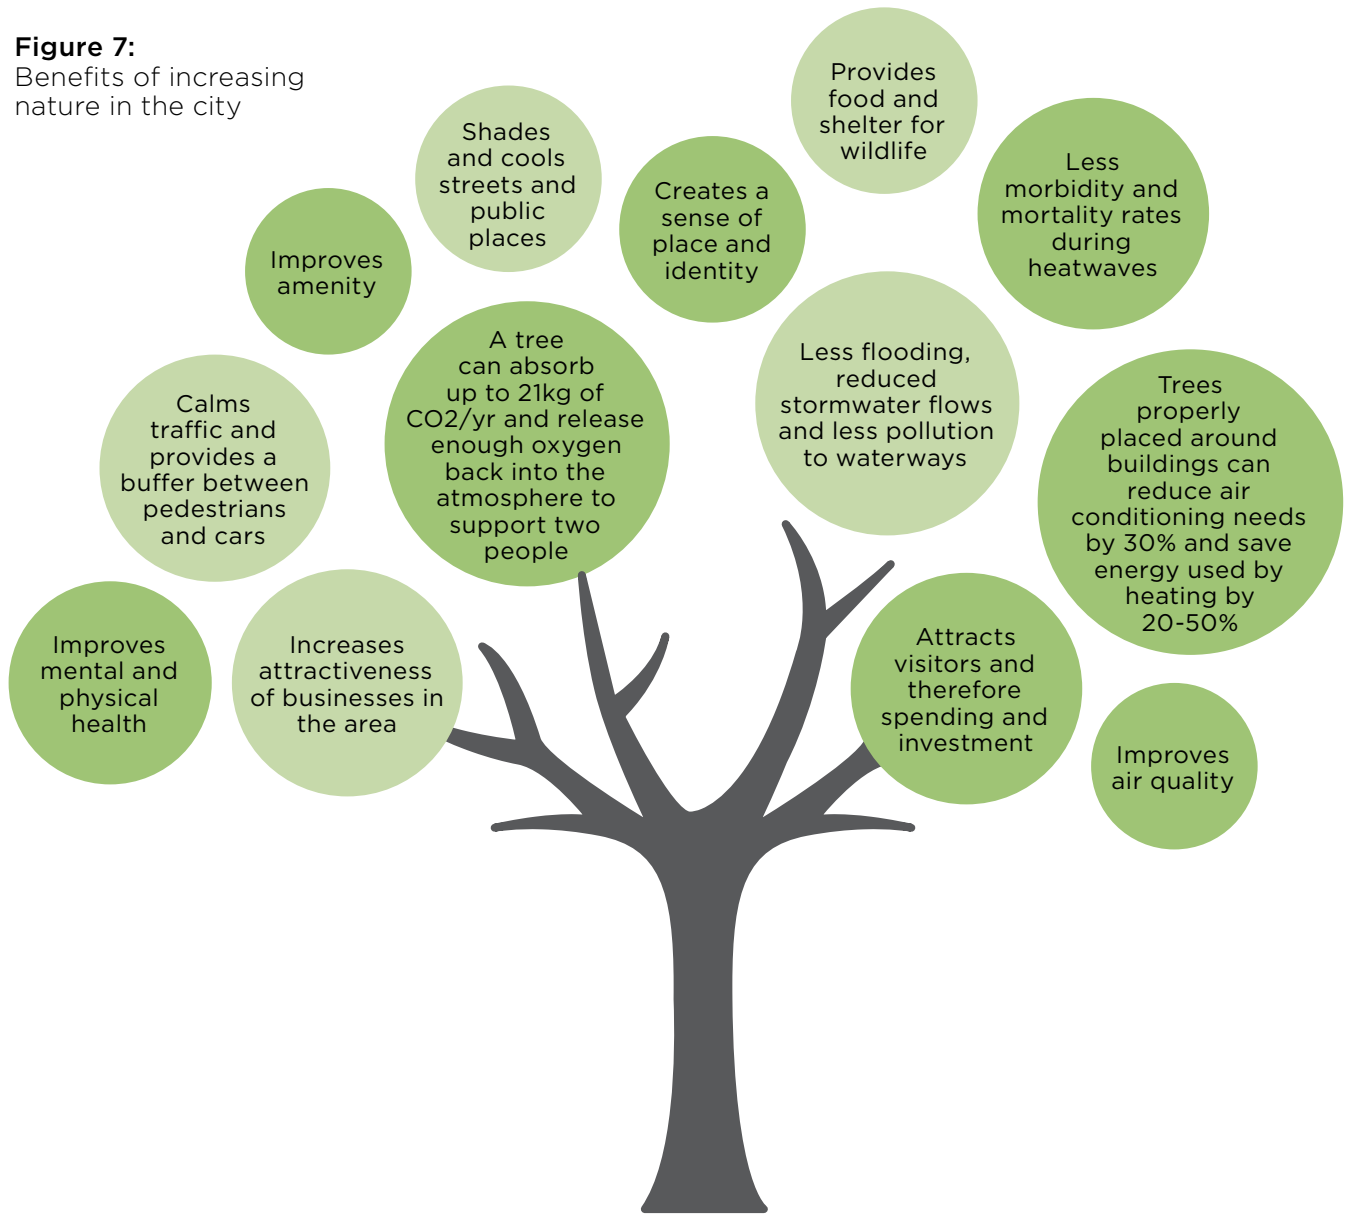 Figure 7:
Benefits of increasing
nature in the city
Provides
food and
shelter for
wildlife
Shades
and cools
streets and
public
places
Less
morbidity and
mortality rates
during
heatwaves
Creates a
sense of
place and
identity
Improves
amenity
A tree
can absorb
up to 21kg of
CO2/yr and release
enough oxygen
back into the
atmosphere to
support two
people
Less flooding,
reduced
stormwater flows
and less pollution
to waterways
Trees
properly
placed around
buildings can
reduce air
conditioning needs
by 30% and save
energy used by
heating by
20-50%
Calms
traffic and
provides a
buffer between
pedestrians
and cars
Improves
mental and
physical
health
Increases
attractiveness
of businesses in
the area
Attracts
visitors and
therefore
spending and
investment
Improves
air quality